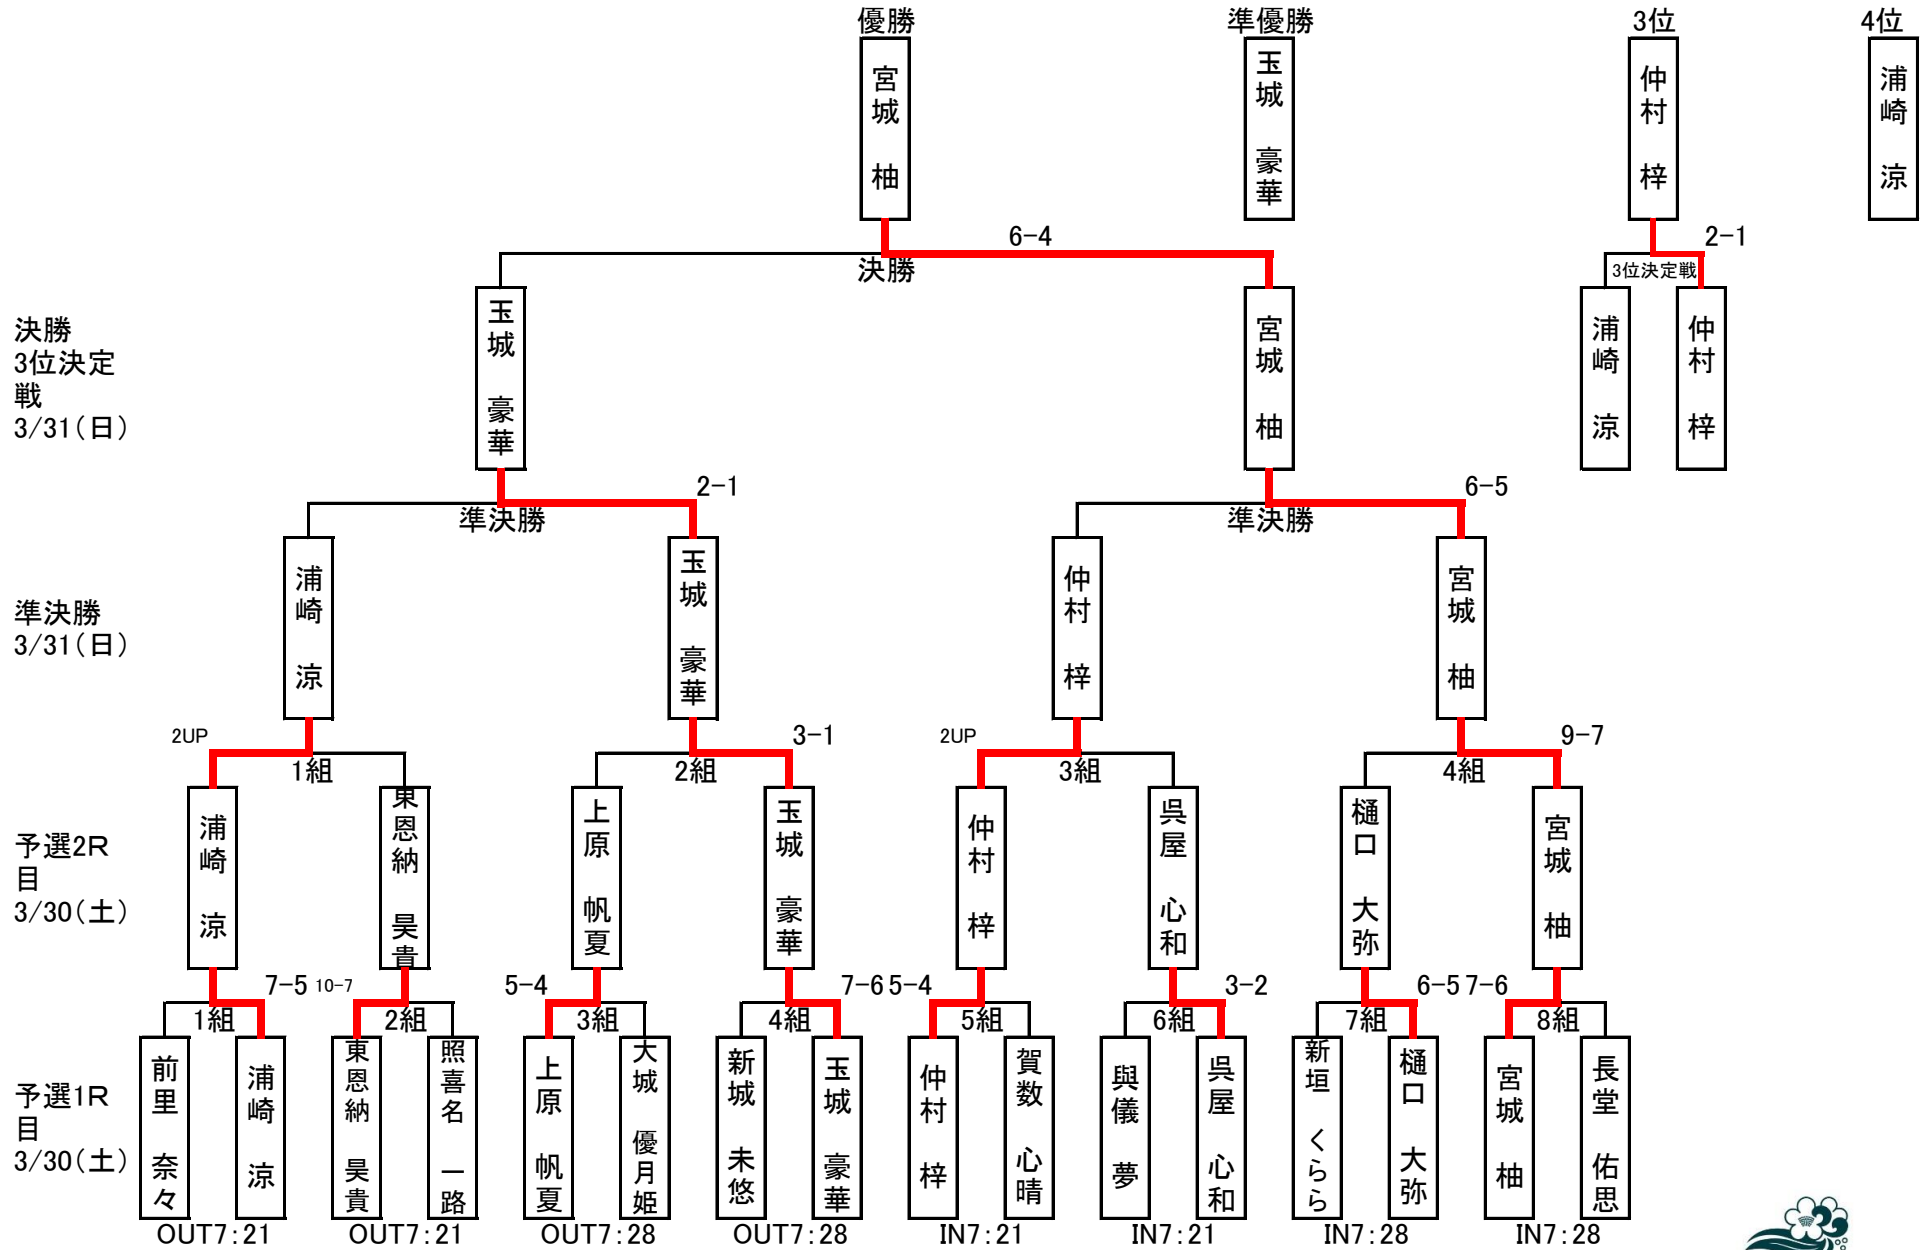 優勝
準優勝
3位
4位
宮城 柚
玉城 豪華
仲村 梓
浦崎 涼
6−4
2−1
決勝
3位決定戦
決勝
3位決定
戦
3/31(日)
玉城 豪華
宮城 柚
浦崎 涼
仲村 梓
2−1
6−5
準決勝
準決勝
準決勝
3/31(日)
浦崎 涼
玉城 豪華
仲村 梓
宮城 柚
2UP
3−1
2UP
9−7
1組
2組
3組
4組
予選2R
目
3/30(土)
浦崎 涼
東恩納 昊貴
上原 帆夏
玉城 豪華
仲村 梓
呉屋 心和
樋口 大弥
宮城 柚
7−5
10−7
5−4
7−6
5−4
3−2
6−5
7−6
1組
2組
3組
4組
5組
6組
7組
8組
予選1R
目
3/30(土)
前里 奈々
浦崎 涼
東恩納 昊貴
照喜名 一路
上原 帆夏
大城 優月姫
新城 未悠
玉城 豪華
仲村 梓
賀数 心晴
與儀 夢
呉屋 心和
新垣 くらら
樋口 大弥
宮城 柚
長堂 佑思
OUT7:21
OUT7:21
OUT7:28
OUT7:28
IN7:21
IN7:21
IN7:28
IN7:28